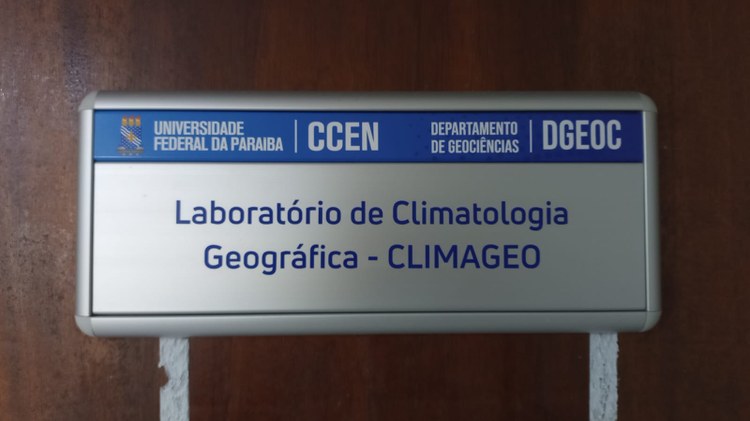 UNIVERSIDADE
FEDERAL DA PARAIBA
CCEN
DEPARTAMENTO
DE GEOCIÊNCIAS
DGEOC
Laboratório de Climatologia
Geográfica - CLIMAGEO